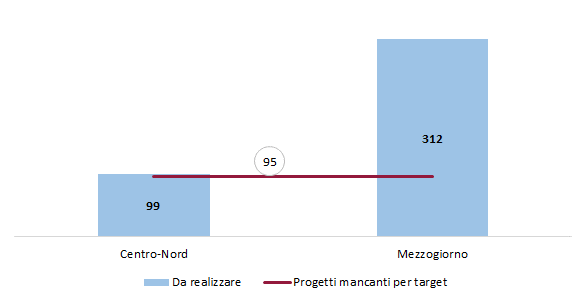 312
95
99
Centro-Nord Mezzogiorno
Da realizzare Progetti mancanti per target